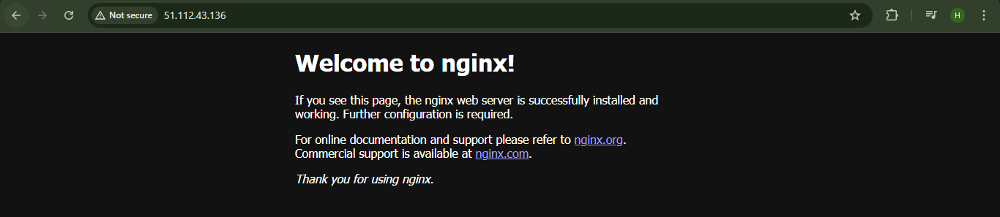 Not secure
51.112.43.136
H
Welcome to nginx!
If you see this page, the nginx web server is successfully installed and
working. Further configuration is required.
For online documentation and support please refer to nginx.org.
Commercial support is available at nginx.com.
Thank you for using nginx.